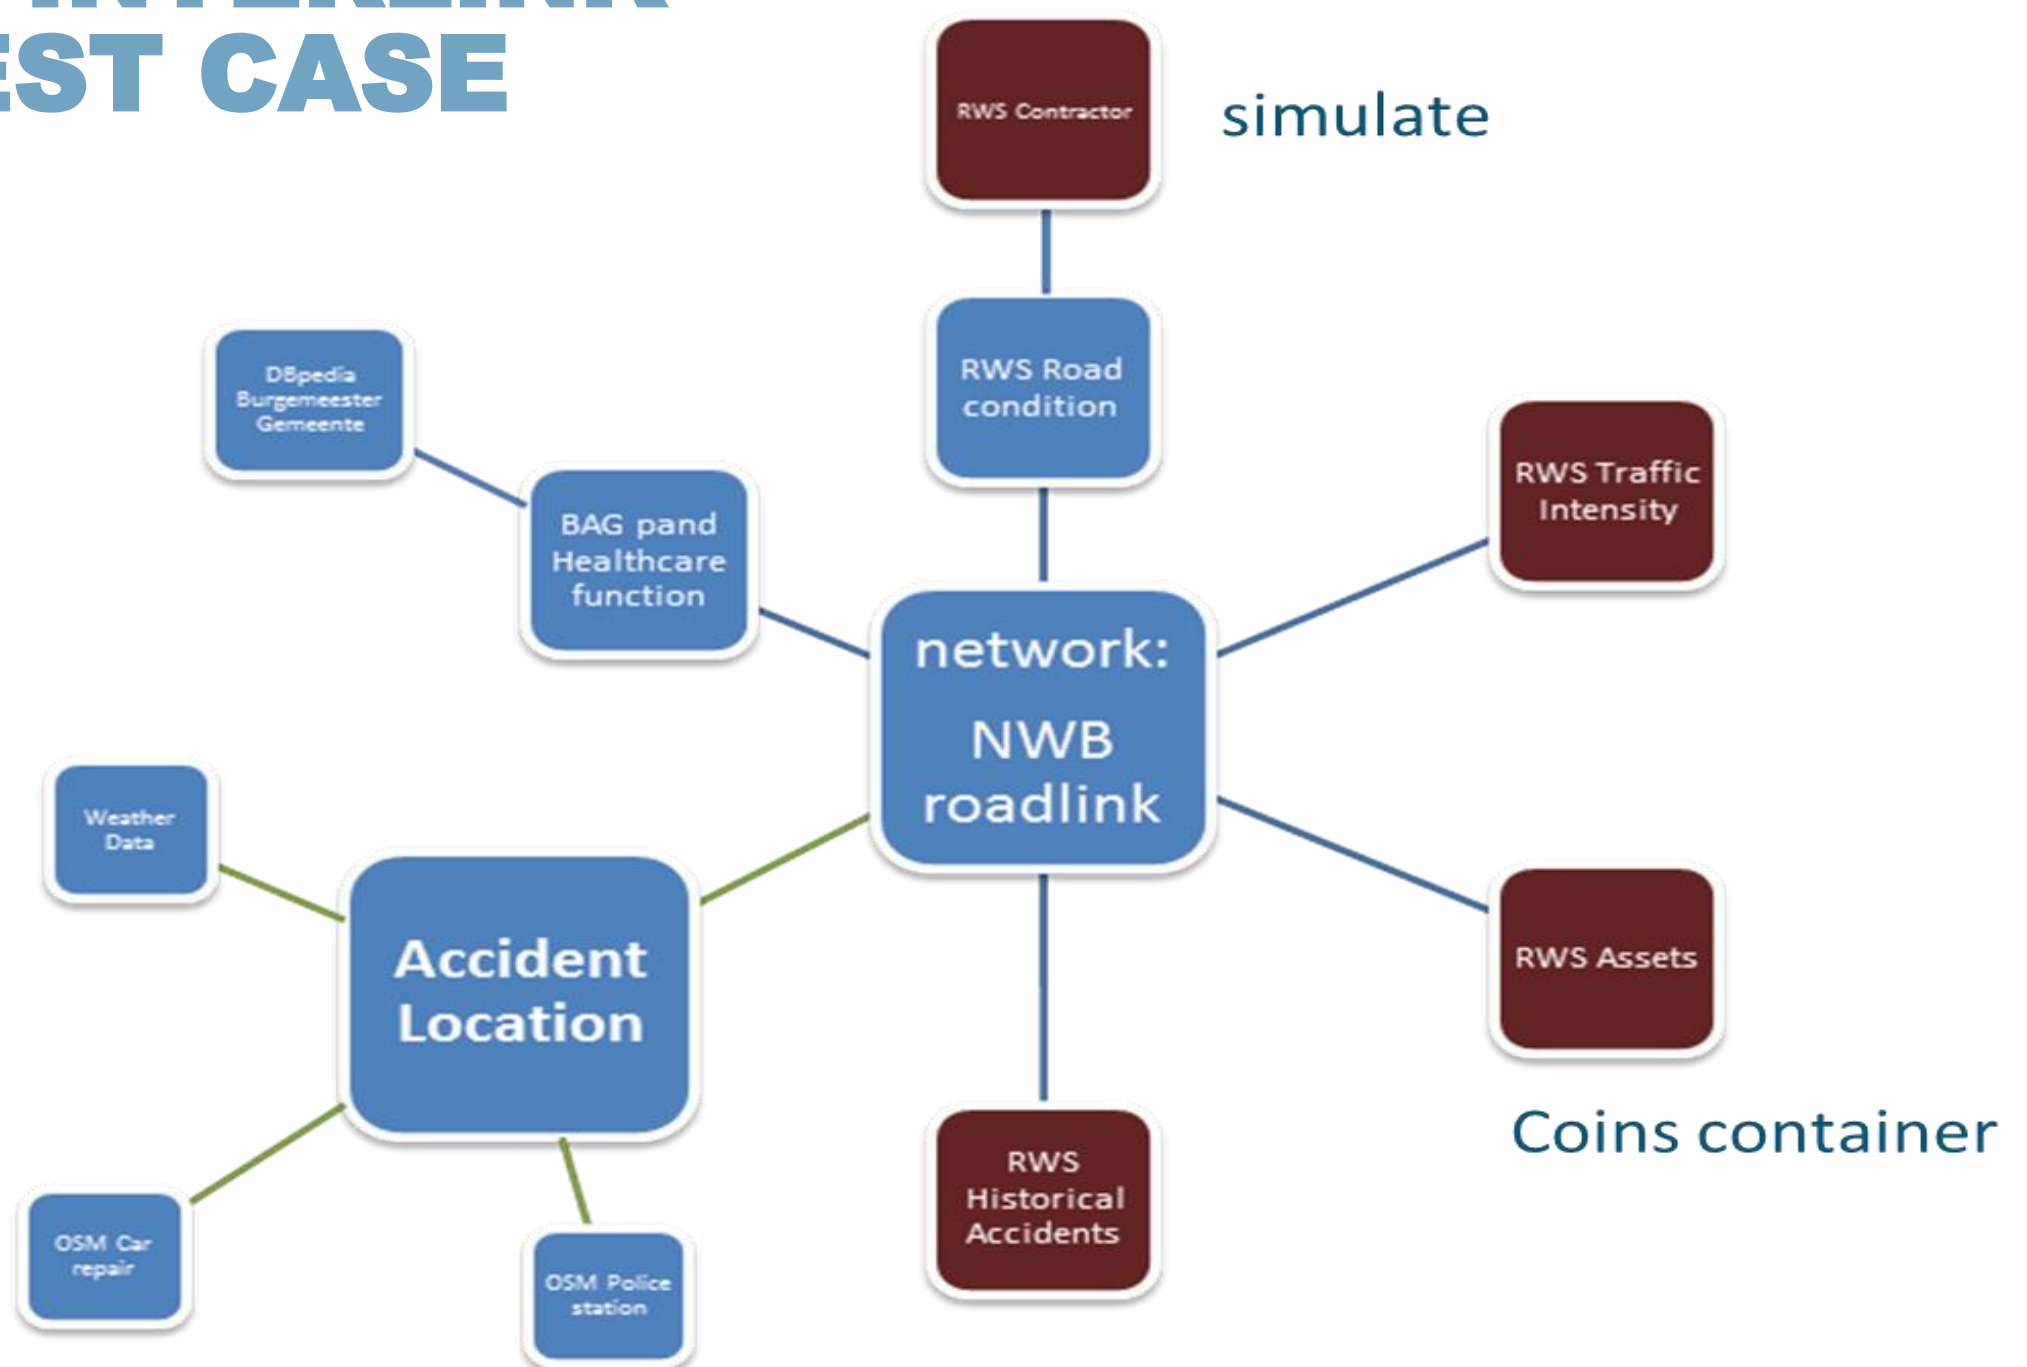 INTERLINK
EST CASE
RWS Contractor
simulate
RWS Road
condition
DBpedia
Burgemeester
Gemeente
BAG pand
Healthcare
function
RWS Traffic
Intensity
network:
NWB
roadlink
Weather
Data
Accident
Location
RWS Assets
Coins container
RWS
Historical
Accidents
OSM Car
repair
OSM Police
station